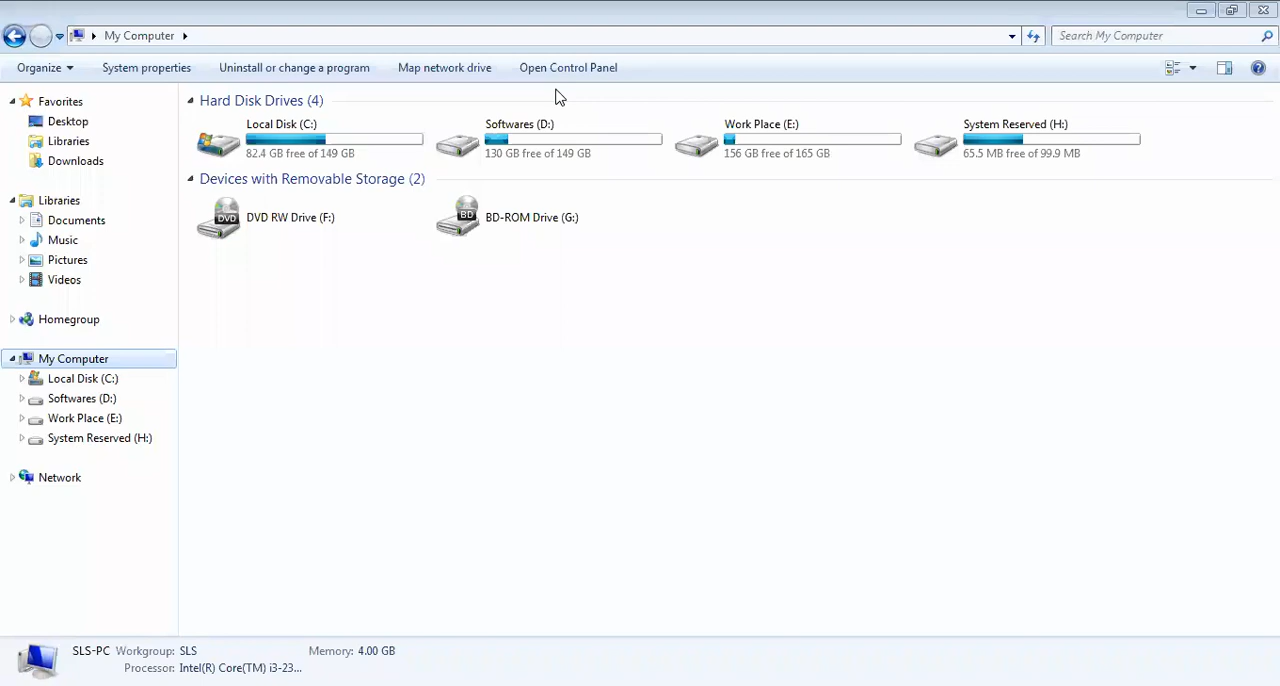 My Computer
Search My Computer
Organize System properties Uninstall or change a program Map network drive Open Control Panel
Favorites
Desktop
Libraries
Downloads
Libraries
Documents
Music
Pictures
Videos
Homegroup
My Computer
Local Disk (C:)
Softwares (D:)
Work Place (E:)
System Reserved (H:)
Network
Hard Disk Drives (4)
Local Disk (C:)
82.4 GB free of 149 GB
Softwares (D:)
130 GB free of 149 GB
Work Place (E:)
156 GB free of 165 GB
System Reserved (H:)
65.5 MB free of 99.9 MB
Devices with Removable Storage (2)
DVD
DVD RW Drive (F:)
BD
BD-ROM Drive (G:)
SLS-PC Workgroup: SLS Memory: 4.00 GB
Processor: Intel(R) Core(TM) i3-23...